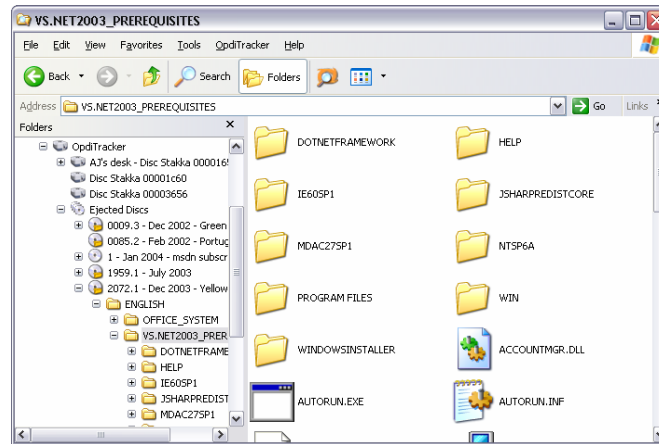 VS.NET2003_PREREQUISITES
File Edit View Favorites Tools OpdiTracker Help
Back Search Folders
Address VS.NET2003_PREREQUISITES Go Links
Folders
OpdiTracker
AJ's desk - Disc Stakka 000016
Disc Stakka 00001c60
Disc Stakka 00003656
Ejected Discs
0009.3 - Dec 2002 - Green
0085.2 - Feb 2002 - Portug
1 - Jan 2004 - msdn subscr
1959.1 - July 2003
2072.1 - Dec 2003 - Yellow
ENGLISH
OFFICE_SYSTEM
VS.NET2003_PRER
DOTNETFRAME
HELP
IE60SP1
JSHARPREDIST
MDAC27SP1
DOTNETFRAMEWORK HELP
IE60SP1 JSHARPREDISTCORE
MDAC27SP1 NTSP6A
PROGRAM FILES WIN
WINDOWSINSTALLER ACCOUNTMGR.DLL
AUTORUN.EXE AUTORUN.INF